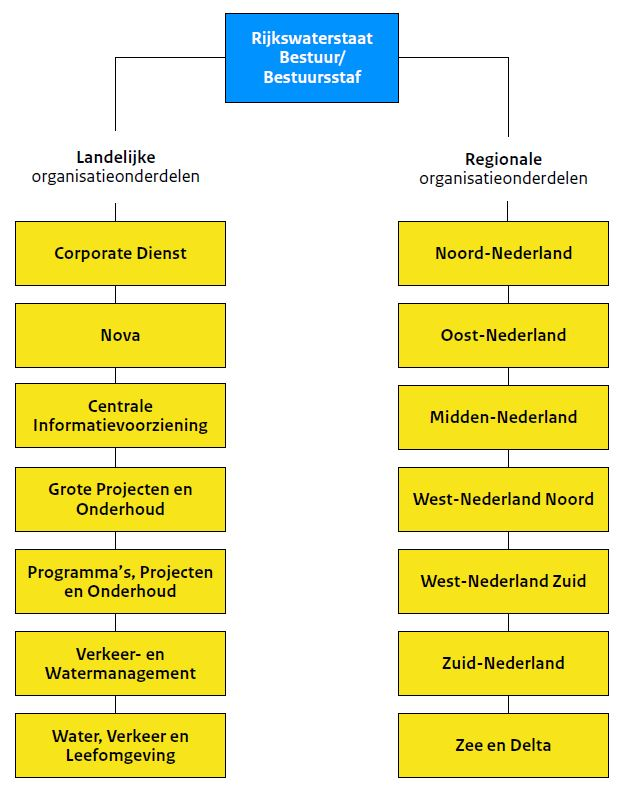 Rijkswaterstaat
Bestuur/
Bestuursstaf
Landelijke
organisatieonderdelen
Corporate Dienst
Nova
Centrale
Informatievoorziening
Grote Projecten en
Onderhoud
Programma’s, Projecten
en Onderhoud
Verkeer- en
Watermanagement
Water, Verkeer en
Leefomgeving
Regionale
organisatieonderdelen
Noord-Nederland
Oost-Nederland
Midden-Nederland
West-Nederland Noord
West-Nederland Zuid
Zuid-Nederland
Zee en Delta